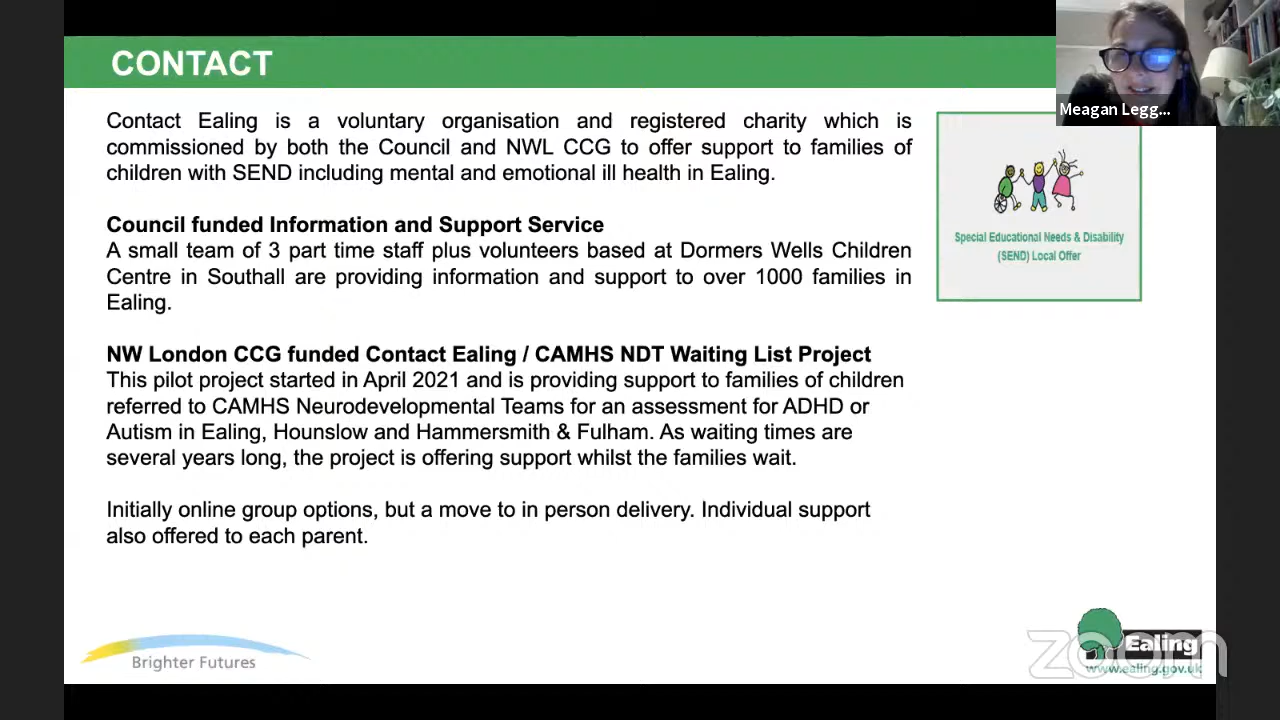 CONTACT
Meagan Legg...
Contact Ealing is a voluntary organisation and registered charity which is
commissioned by both the Council and NWL CCG to offer support to families of
children with SEND including mental and emotional ill health in Ealing.
Council funded Information and Support Service
A small team of 3 part time staff plus volunteers based at Dormers Wells Children
Centre in Southall are providing information and support to over 1000 families in
Ealing.
NW London CCG funded Contact Ealing / CAMHS NDT Waiting List Project
This pilot project started in April 2021 and is providing support to families of children
referred to CAMHS Neurodevelopmental Teams for an assessment for ADHD or
Autism in Ealing, Hounslow and Hammersmith & Fulham. As waiting times are
several years long, the project is offering support whilst the families wait.
Initially online group options, but a move to in person delivery. Individual support
also offered to each parent.
Special Educational Needs & Disability
(SEND) Local Offer
Brighter Futures
Ealing
www.ealing.gov.uk
zoom